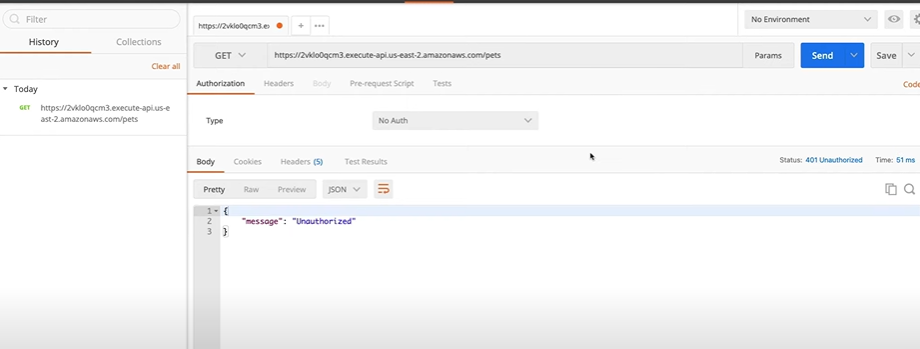 Filter
No Environment
History
Collections
Clear all
Today
GET
https://2vklo0qcm3.execute-api.us-e
ast-2.amazonaws.com/pets
https://2vklo0qcm3.e
GET
https://2vklo0qcm3.execute-api.us-east-2.amazonaws.com/pets
Params
Send
Save
Authorization
Headers
Body
Pre-request Script
Tests
Code
Type
No Auth
Body
Cookies
Headers (5)
Test Results
Status: 401 Unauthorized
Time: 51 ms
Pretty
Raw
Preview
JSON
1 {
2 "message": "Unauthorized"
3 }